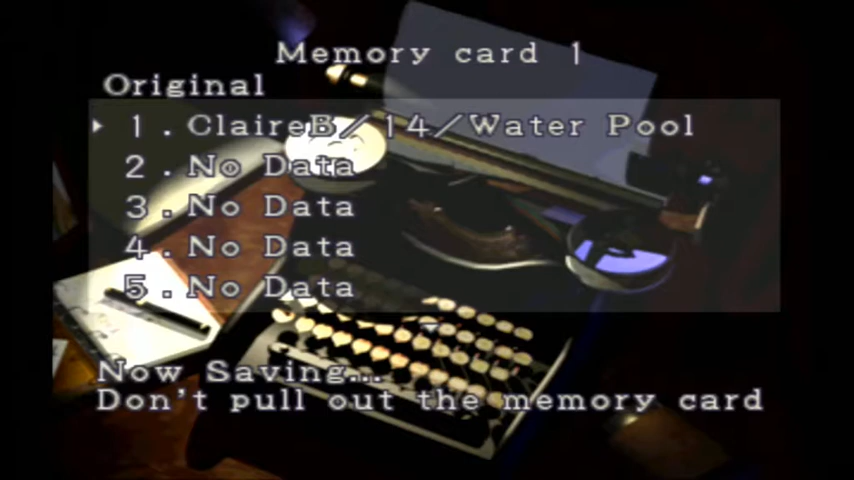 Memory card 1
Original
1.ClaireB/14/Water Pool
2.No Data
3.No Data
4.No Data
5.No Data
Now Saving...
Don't pull out the memory card